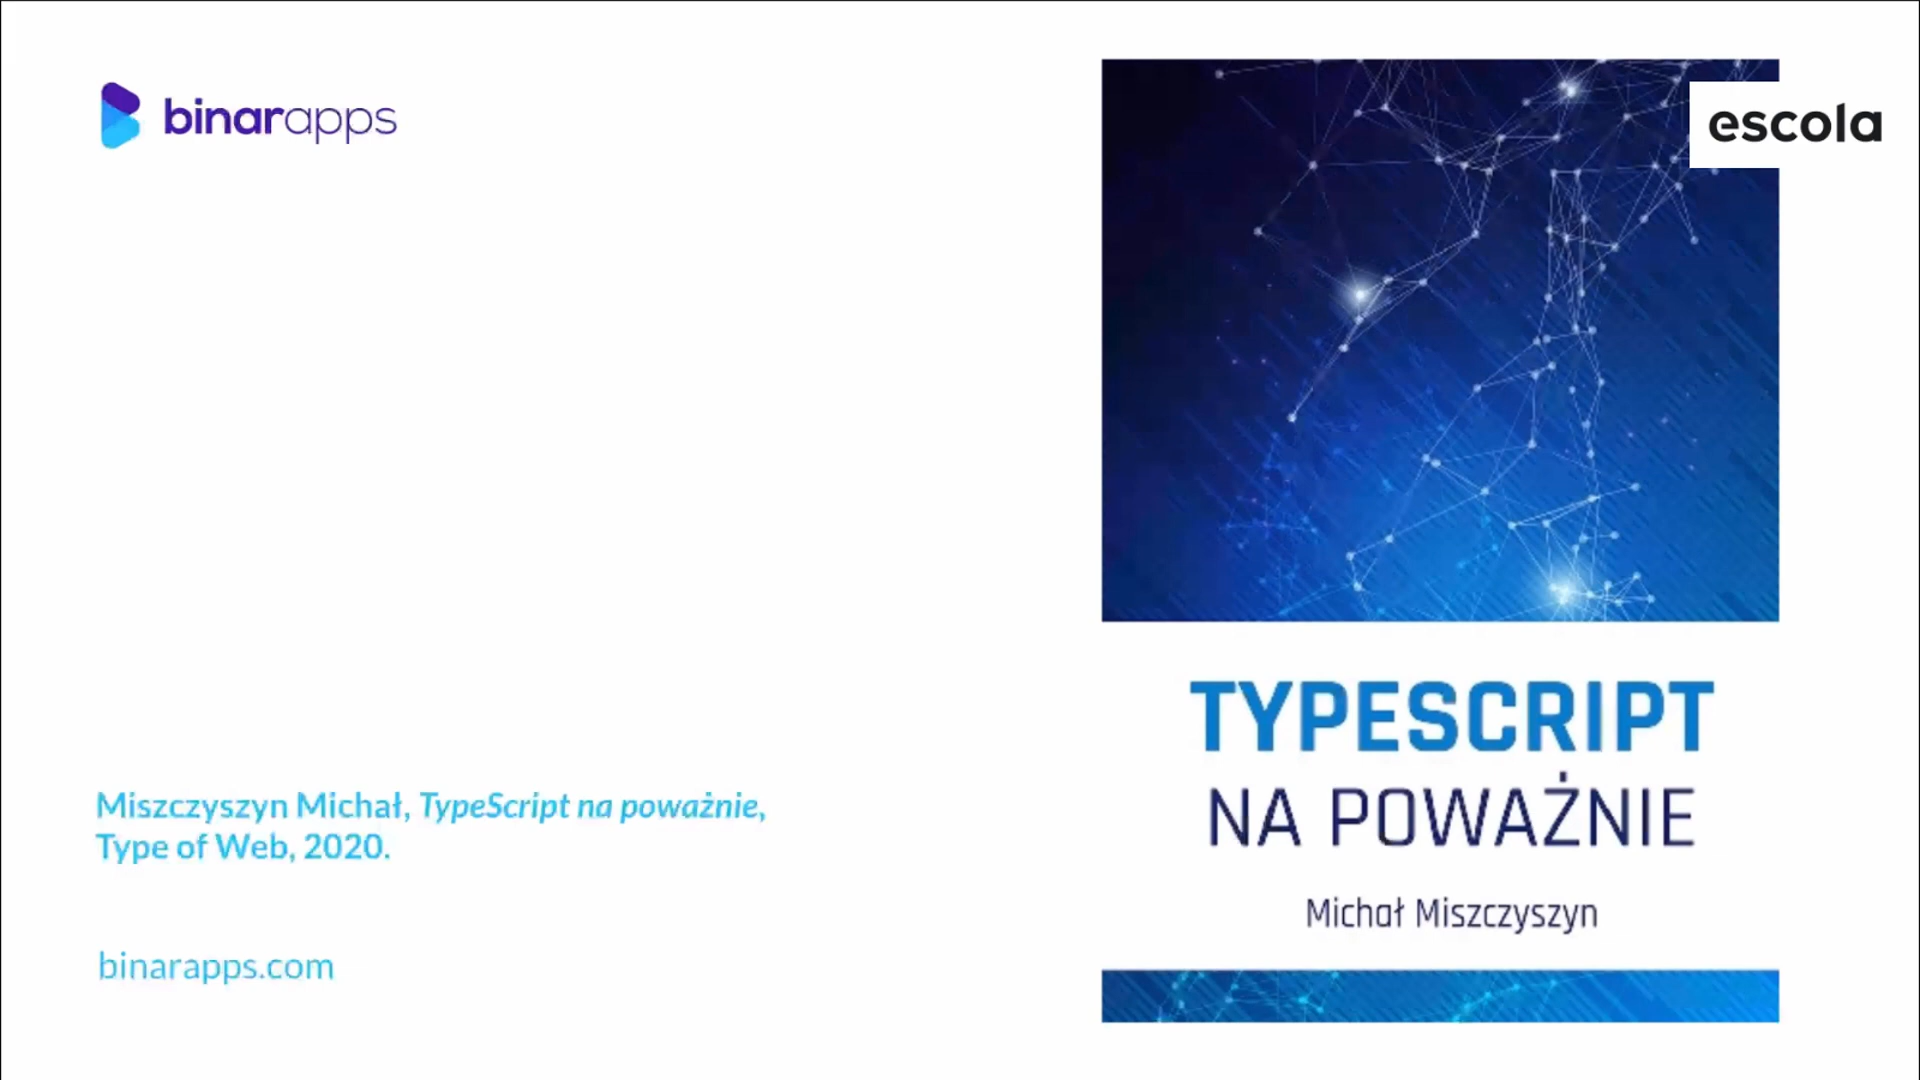 binarapps
escola
TYPESCRIPT
NA POWAŻNIE
Michał Miszczyszyn
Miszczyszyn Michał, TypeScript na poważnie,
Type of Web, 2020.
binarapps.com